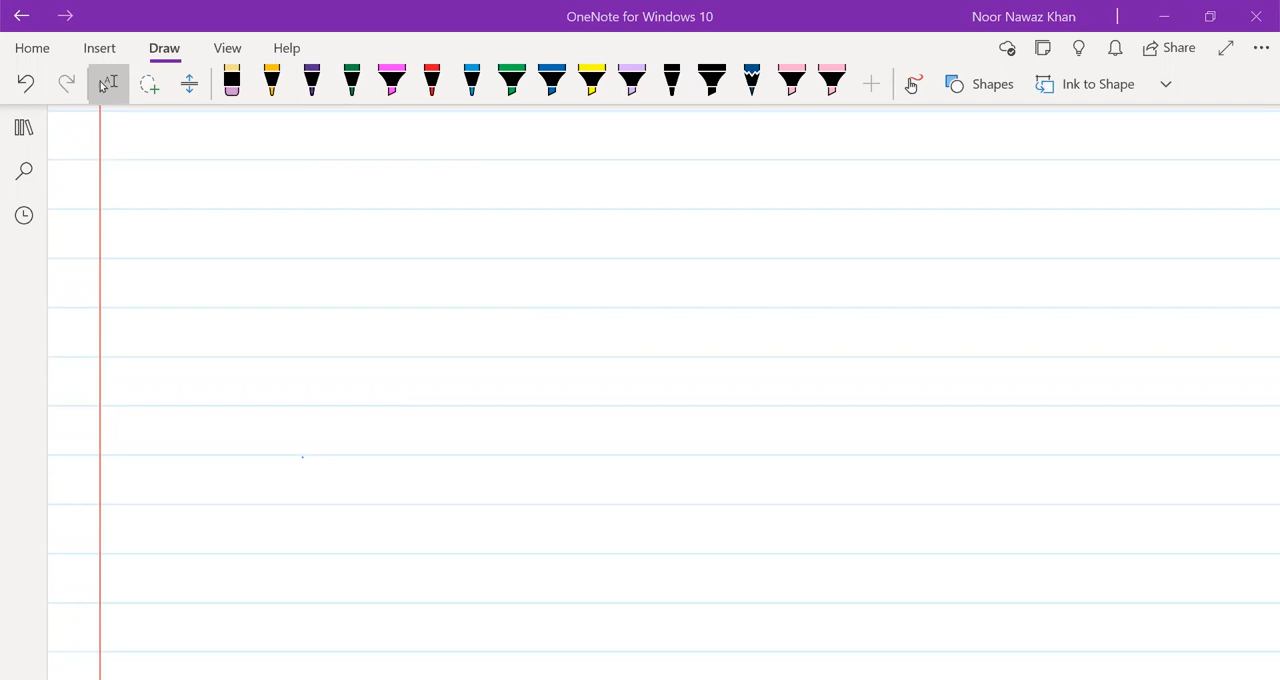 OneNote for Windows 10 Noor Nawaz Khan
Home Insert Draw View Help Share
Shapes Ink to Shape